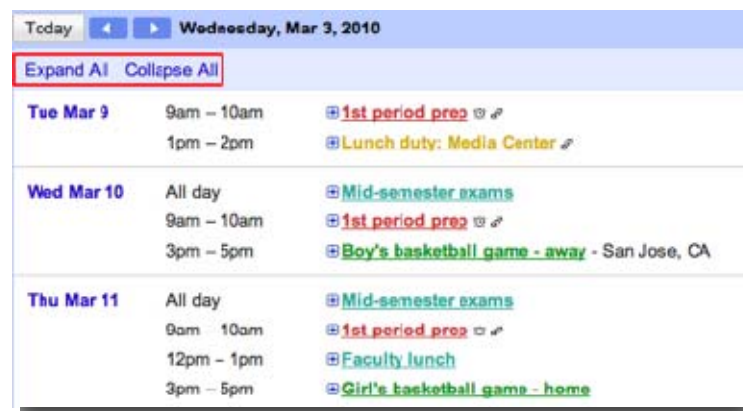 Today Wednesday, Mar 3, 2010
Expand All Collapse All
Tue Mar 9 9am – 10am 1st period prep
1pm – 2pm Lunch duty: Media Center
Wed Mar 10 All day Mid-semester exams
9am – 10am 1st period prep
3pm – 5pm Boy's basketball game - away - San Jose, CA
Thu Mar 11 All day Mid-semester exams
9am – 10am 1st period prep
12pm – 1pm Faculty lunch
3pm – 5pm Girl's basketball game - home